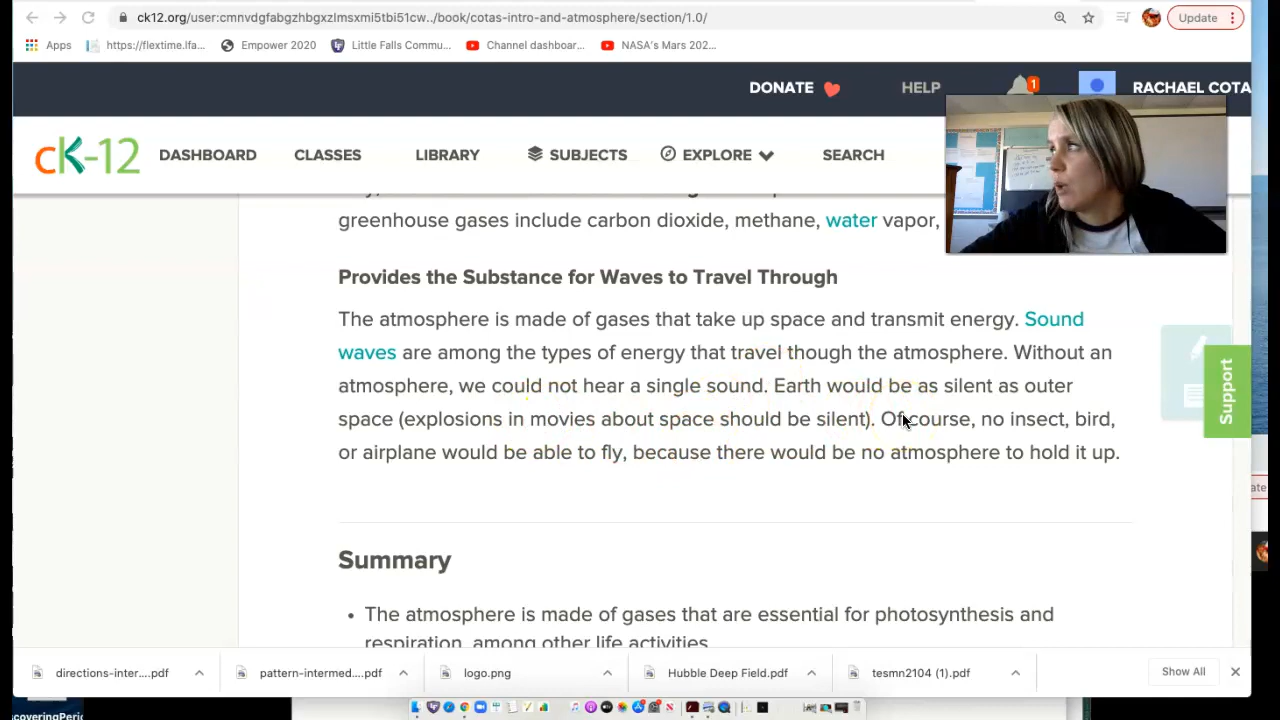 ck12.org/user:cmnvdgfabgzhbgxzlmsxmi5tbi51cw../book/cotas-intro-and-atmosphere/section/1.0/
Update
Apps
https://flextime.lfa...
Empower 2020
Little Falls Commu...
Channel dashboar...
NASA's Mars 202...
DONATE
HELP
1
RACHAEL COTA
cK-12
DASHBOARD
CLASSES
LIBRARY
SUBJECTS
EXPLORE
SEARCH
greenhouse gases include carbon dioxide, methane, water vapor,
Provides the Substance for Waves to Travel Through
The atmosphere is made of gases that take up space and transmit energy. Sound
waves are among the types of energy that travel though the atmosphere. Without an
atmosphere, we could not hear a single sound. Earth would be as silent as outer
space (explosions in movies about space should be silent). Of course, no insect, bird,
or airplane would be able to fly, because there would be no atmosphere to hold it up.
Support
Summary
• The atmosphere is made of gases that are essential for photosynthesis and
respiration, among other life activities.
directions-inter....pdf
pattern-intermed....pdf
logo.png
Hubble Deep Field.pdf
tesmn2104 (1).pdf
Show All